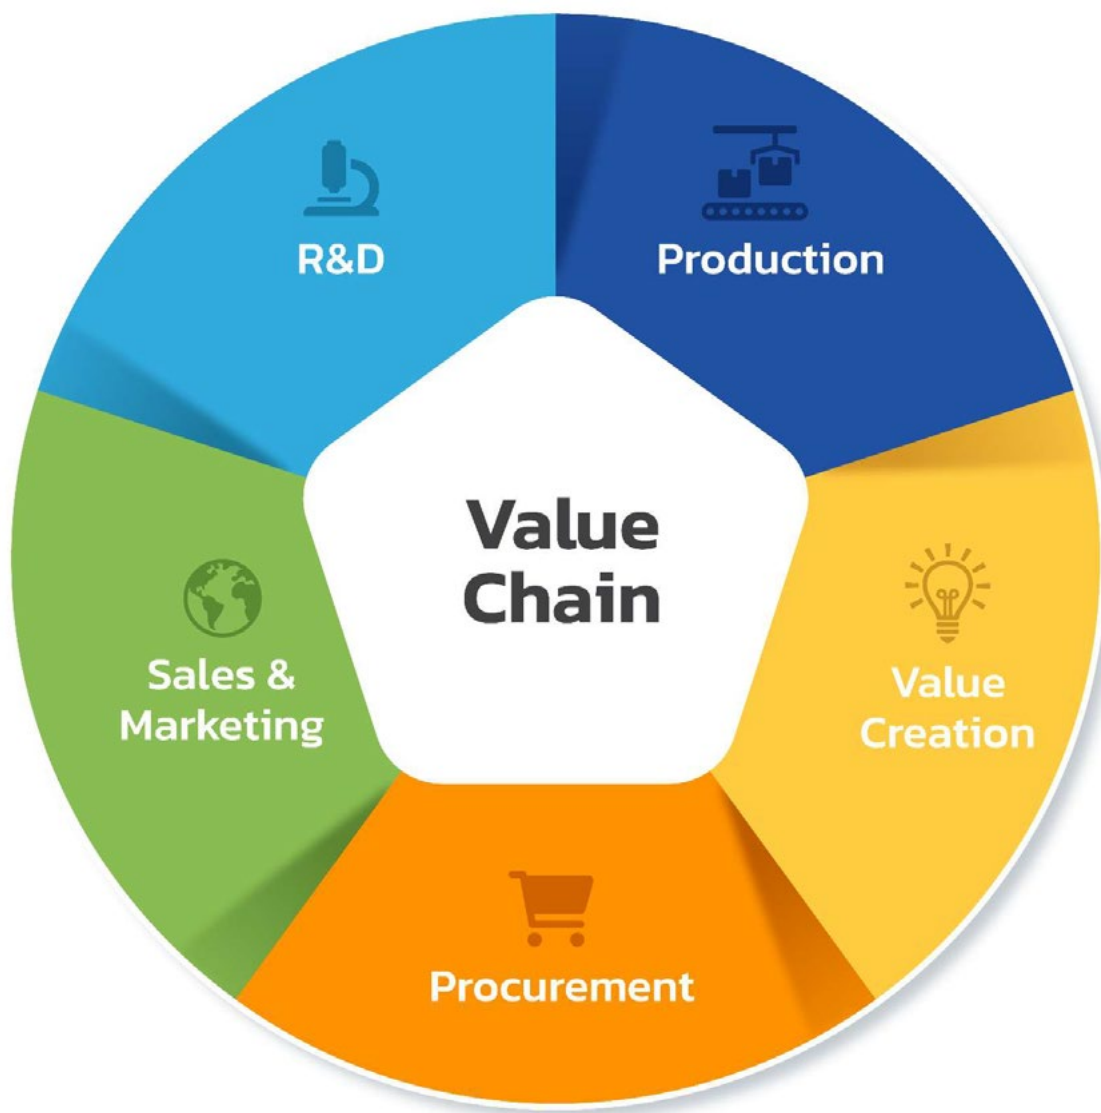 R&D
Production
Value
Chain
Sales &
Marketing
Value
Creation
Procurement